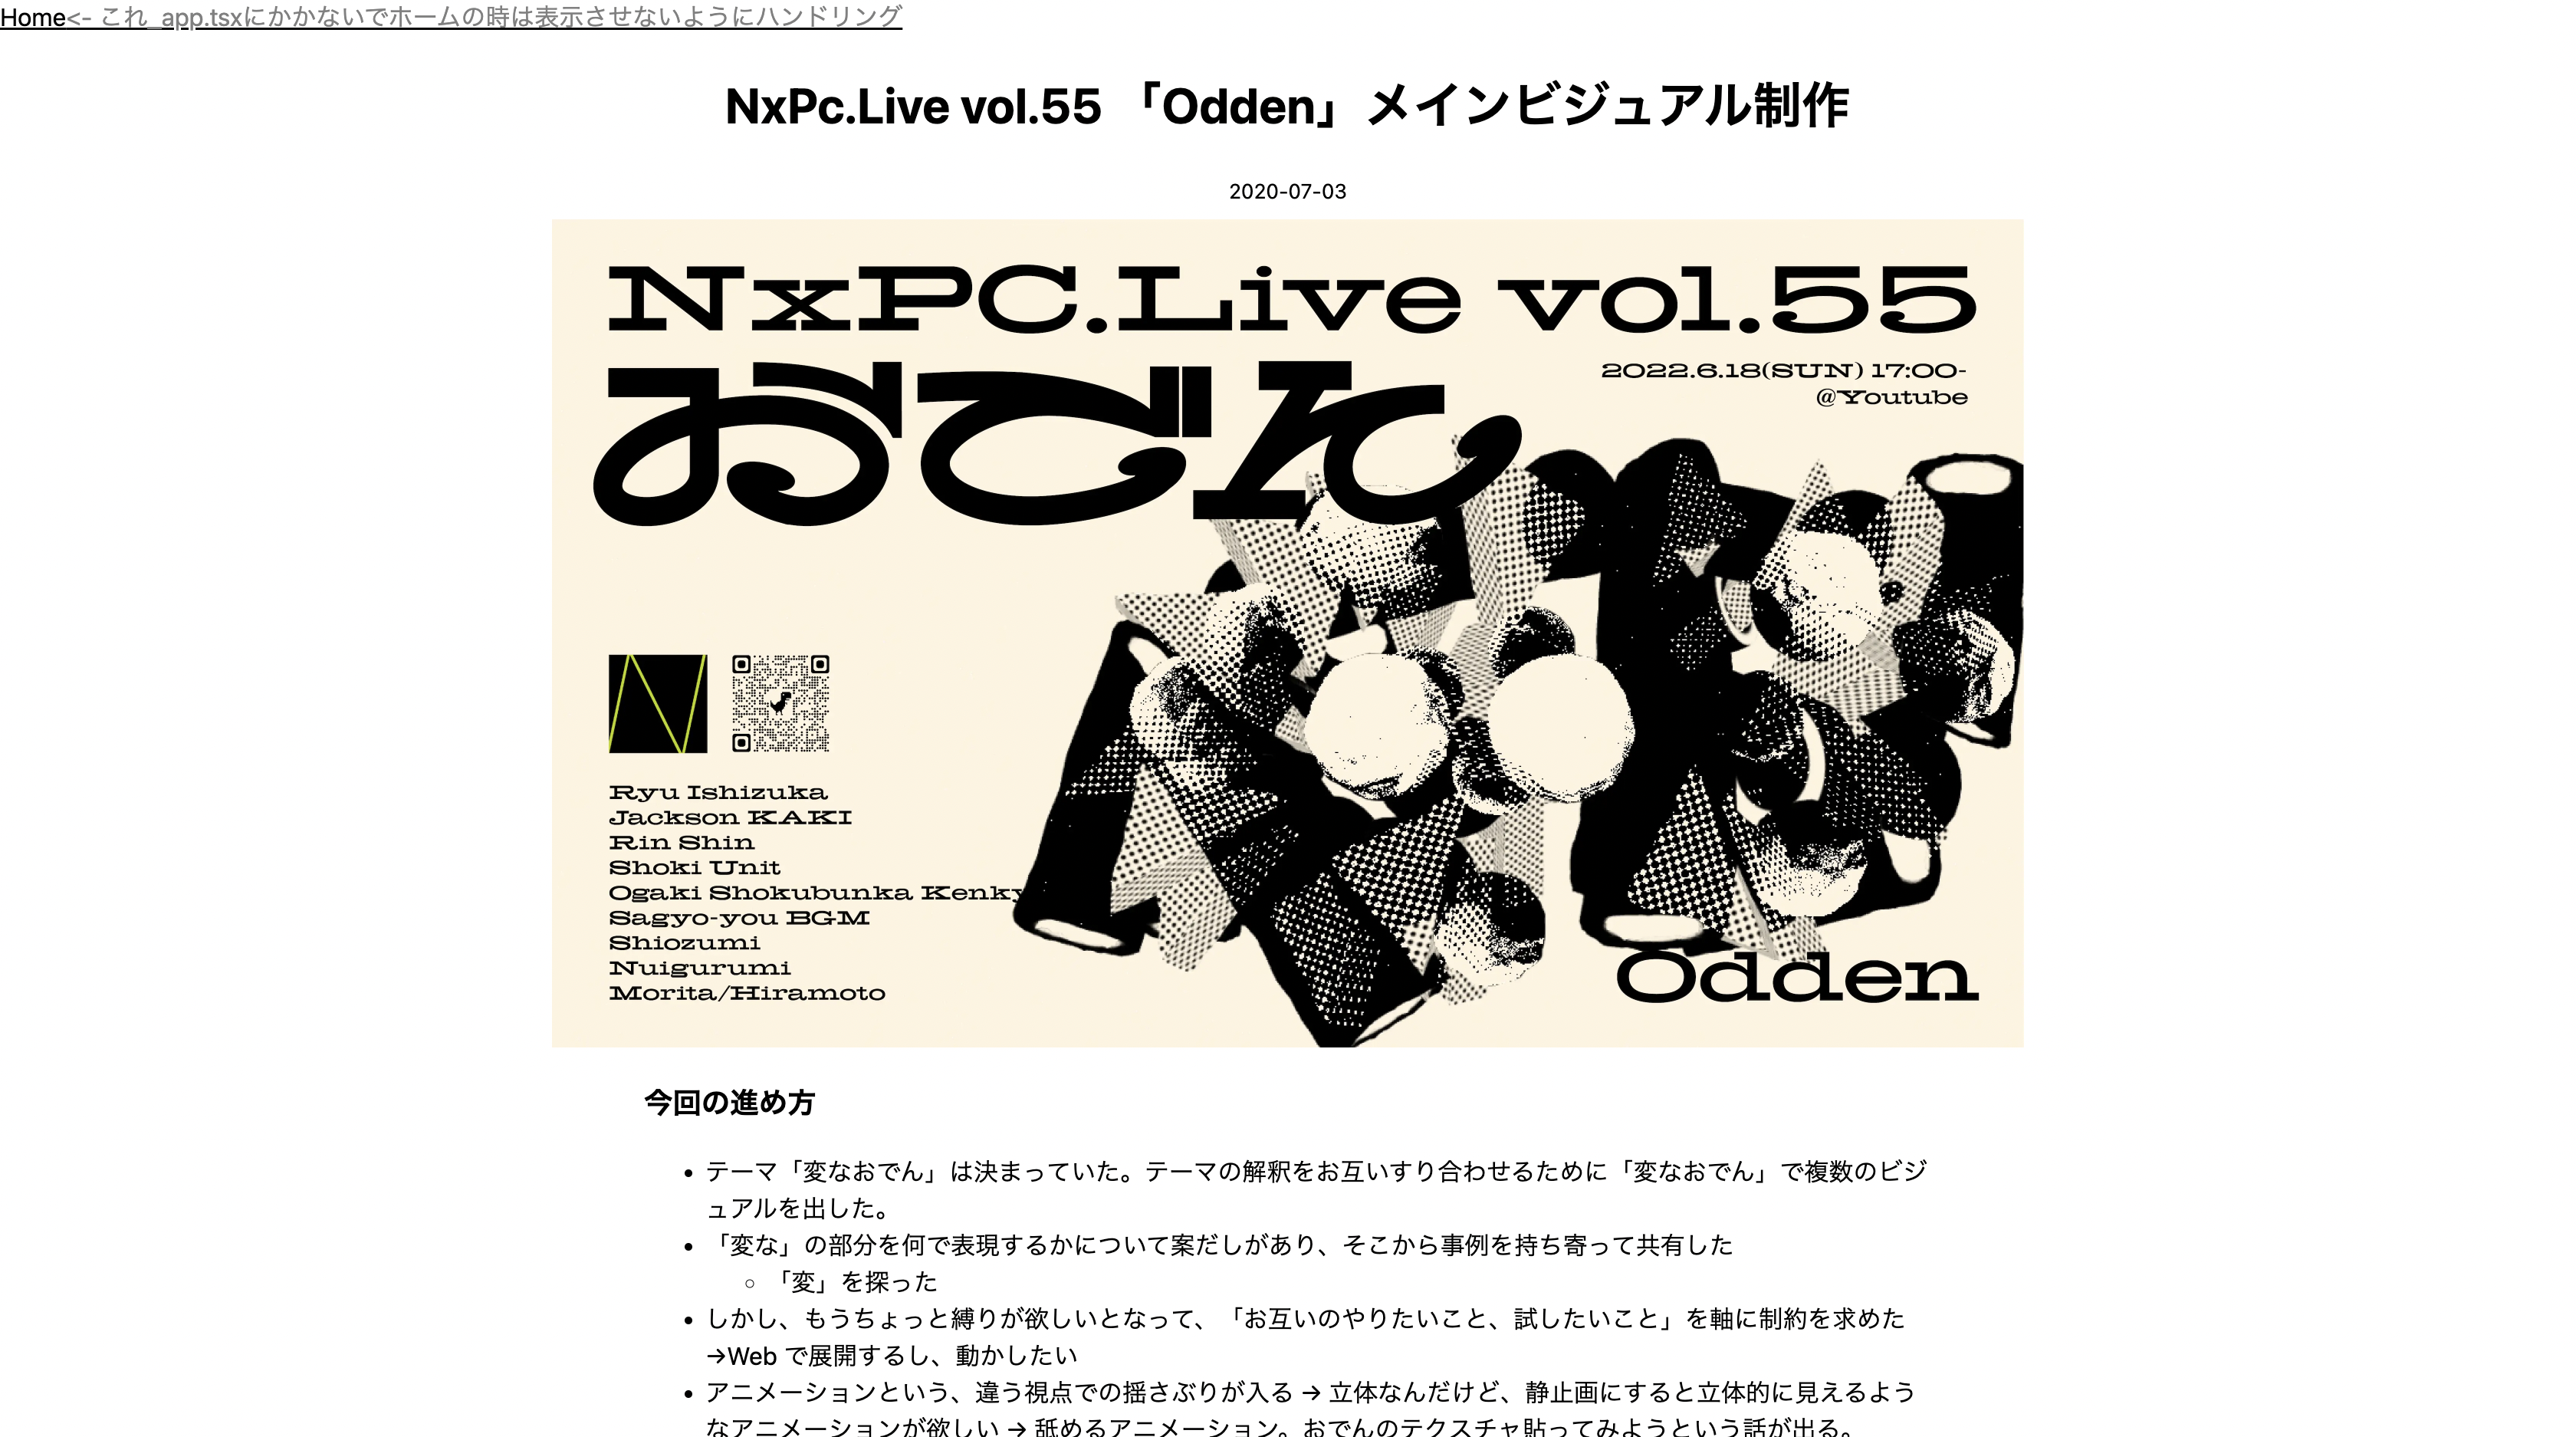 Home<- これ_app.tsxにかかないでホームの時は表示させないようにハンドリング
NxPc.Live vol.55 「Odden」メインビジュアル制作
2020-07-03
NxPC.Live vol.55
おでん
2022.6.18(SUN) 17:00-
@Youtube
Ryu Ishizuka
Jackson KAKI
Rin Shin
Shoki Unit
Ogaki Shokubunka Kenky
Sagyo-you BGM
Shiozumi
Nuigurumi
Morita/Hiramoto
Odden
今回の進め方
• テーマ「変なおでん」は決まっていた。テーマの解釈をお互いすり合わせるために「変なおでん」で複数のビジ
ュアルを出した。
• 「変な」の部分を何で表現するかについて案だしがあり、そこから事例を持ち寄って共有した
◦ 「変」を探った
• しかし、もうちょっと縛りが欲しいとなって、「お互いのやりたいこと、試したいこと」を軸に制約を求めた
→Web で展開するし、動かしたい
• アニメーションという、違う視点での揺さぶりが入る → 立体なんだけど、静止画にすると立体的に見えるよう
なアニメーションが欲しい → 舐めるアニメーション。おでんのテクスチャ貼ってみようという話が出る。